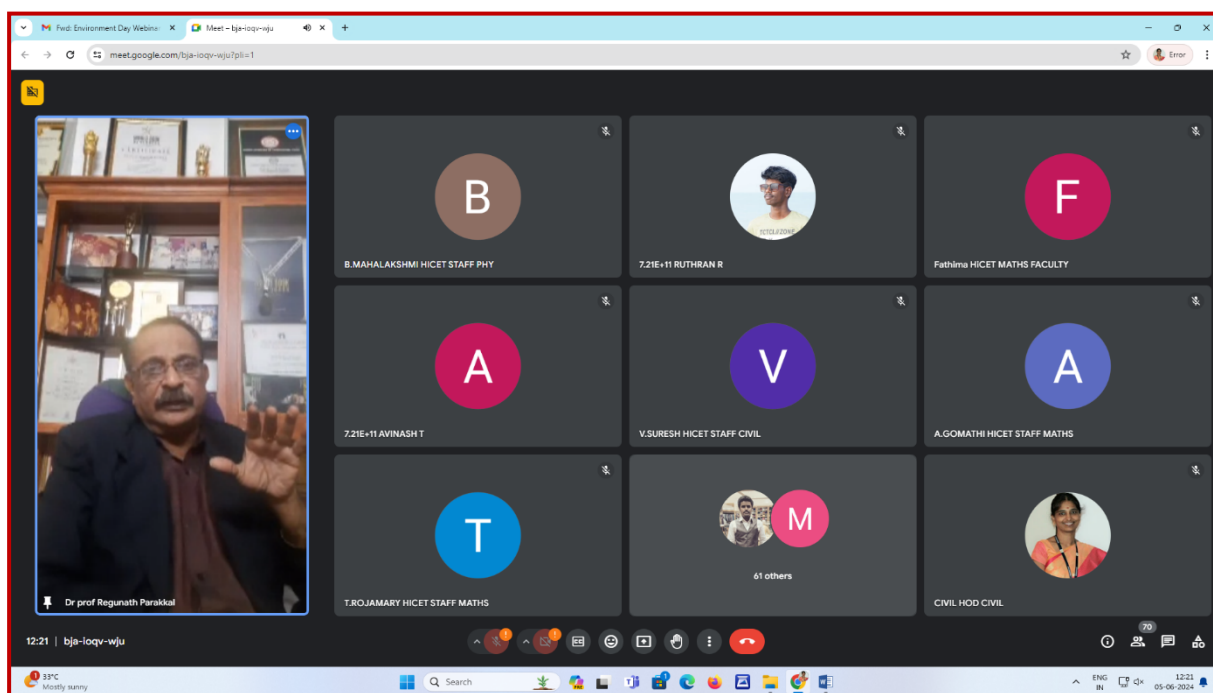 Fwd: Environment Day Webina
Meet – bja-ioqv-wju
meet.google.com/bja-ioqv-wju?pli=1
Error
CERTIFICATE
B
B.MAHALAKSHMI HICET STAFF PHY
7.21E+11 RUTHRAN R
F
Fathima HICET MATHS FACULTY
A
7.21E+11 AVINASH T
V
V.SURESH HICET STAFF CIVIL
A
A.GOMATHI HICET STAFF MATHS
Dr prof Regunath Parakkal
T
T.ROJAMARY HICET STAFF MATHS
M
61 others
CIVIL HOD CIVIL
12:21 | bja-ioqv-wju
CC
70
1
33°C
Mostly sunny
Search
ENG
IN
12:21
05-06-2024